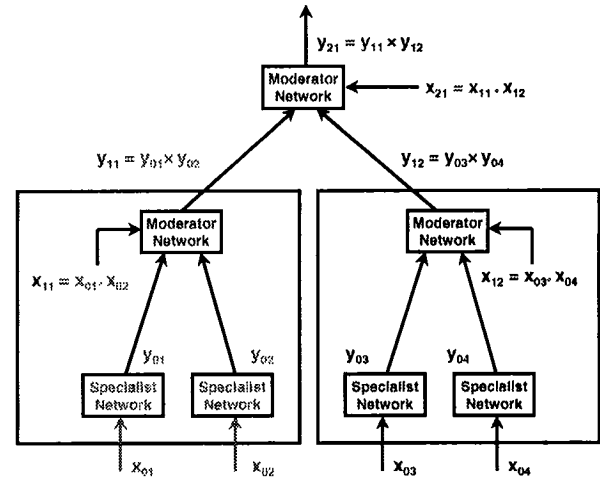 y₂₁ = y₁₁ × y₁₂
Moderator
Network
x₂₁ = x₁₁ . x₁₂
y₁₁ = y₀₁ × y₀₂
y₁₂ = y₀₃ × y₀₄
Moderator
Network
Moderator
Network
x₁₁ = x₀₁ . x₀₂
x₁₂ = x₀₃ . x₀₄
y₀₁
y₀₂
y₀₃
y₀₄
Specialist
Network
Specialist
Network
Specialist
Network
Specialist
Network
x₀₁
x₀₂
x₀₃
x₀₄